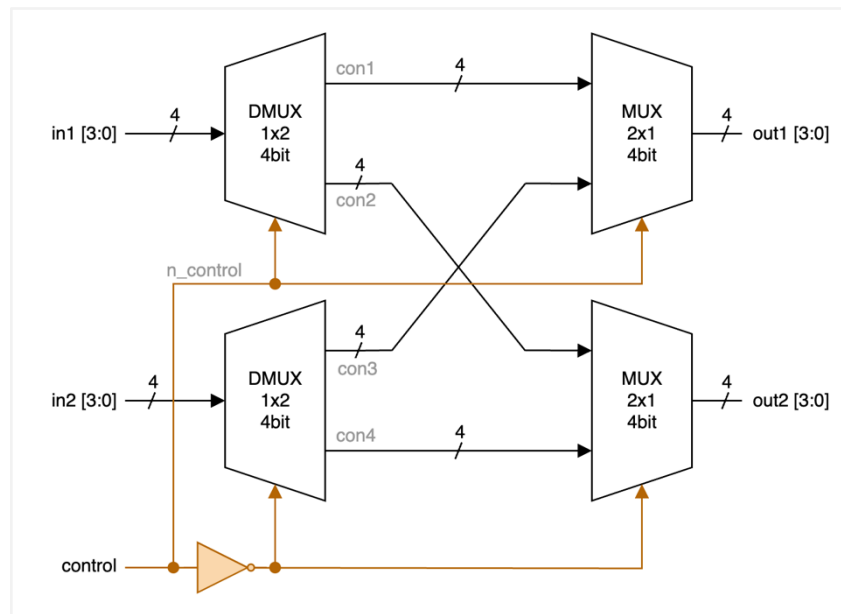 4
con1
4
DMUX
1x2
4bit
MUX
2x1
4bit
4
in1 [3:0]
4
out1 [3:0]
4
con2
n_control
4
con3
4
DMUX
1x2
4bit
MUX
2x1
4bit
4
in2 [3:0]
out2 [3:0]
con4
4
control